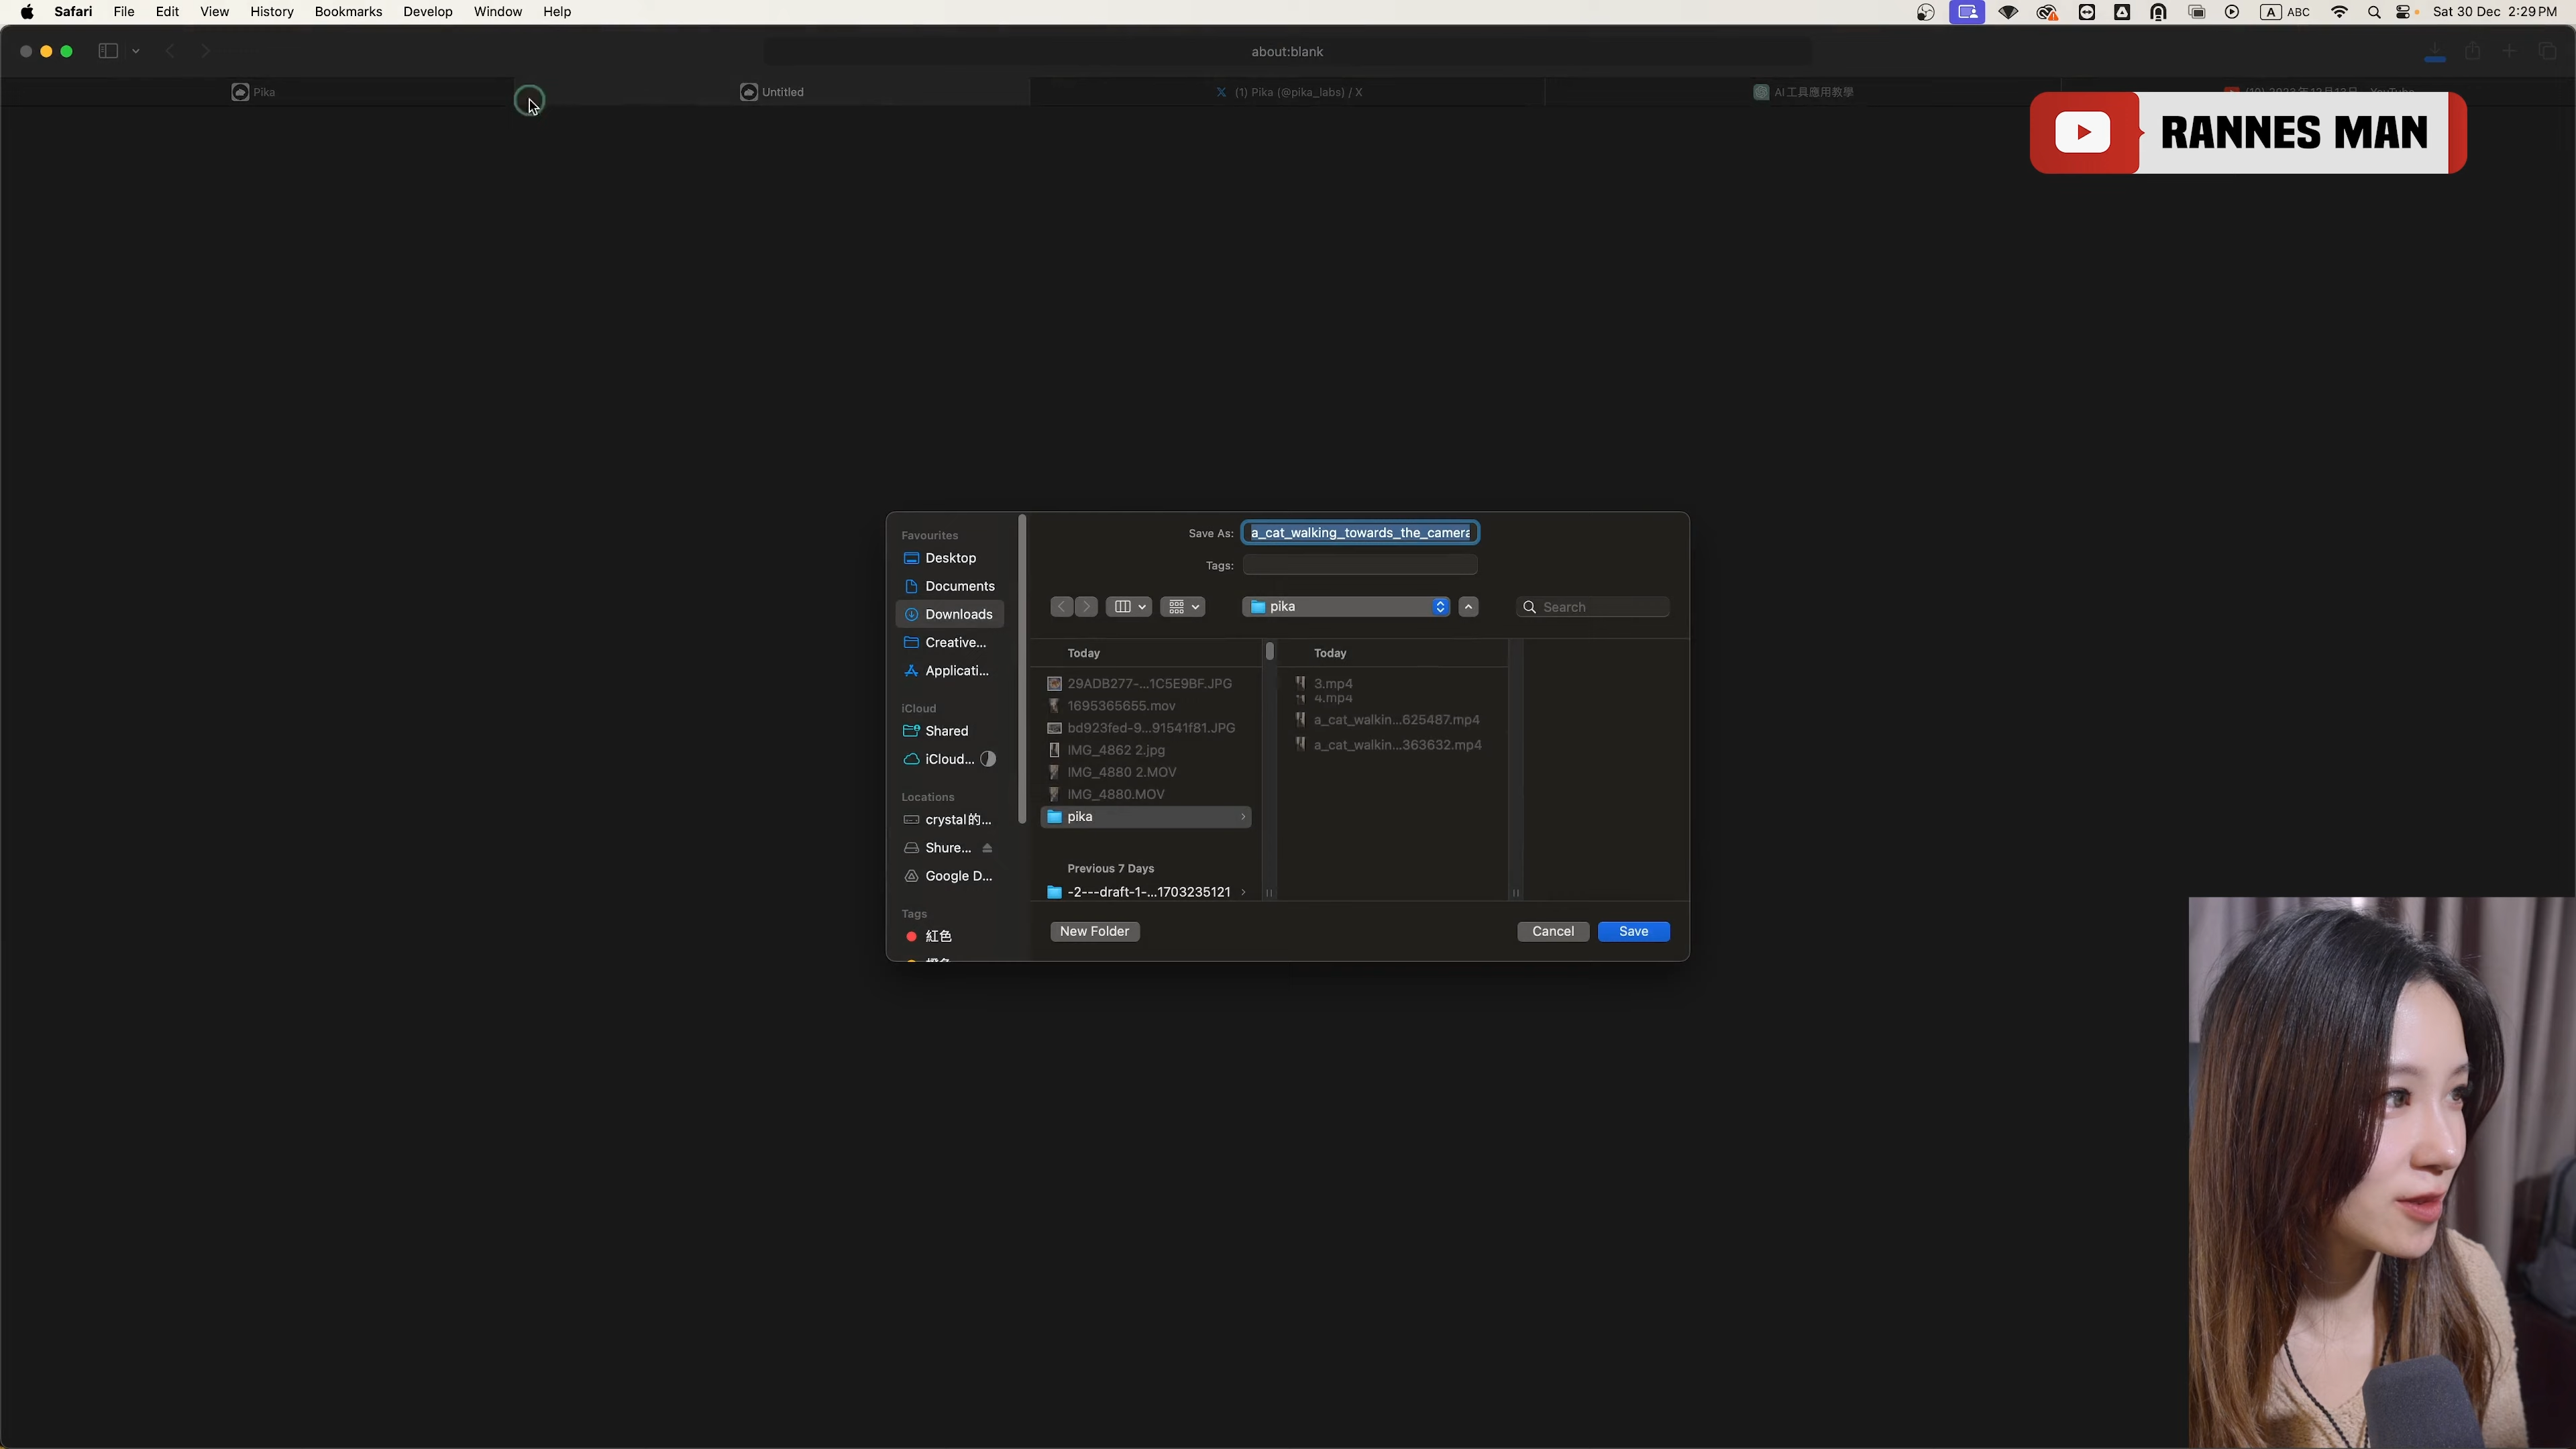 Safari File Edit View History Bookmarks Develop Window Help
A ABC Sat 30 Dec 2:29 PM
about:blank
Pika
Untitled
(1) Pika (@pika_labs) / X
AI工具應用教學
RANNES MAN
Favourites
Desktop
Documents
Downloads
Creative...
Applicati...
iCloud
Shared
iCloud...
Locations
crystal的...
Shure...
Google D...
Tags
紅色
Save As: a_cat_walking_towards_the_camera
Tags:
pika
Search
Today
29ADB277-...1C5E9BF.JPG
1695365655.mov
bd923fed-9...91541f81.JPG
IMG_4862 2.jpg
IMG_4880 2.MOV
IMG_4880.MOV
pika
Previous 7 Days
-2---draft-1-...1703235121
Today
3.mp4
4.mp4
a_cat_walkin...625487.mp4
a_cat_walkin...363632.mp4
New Folder
Cancel
Save